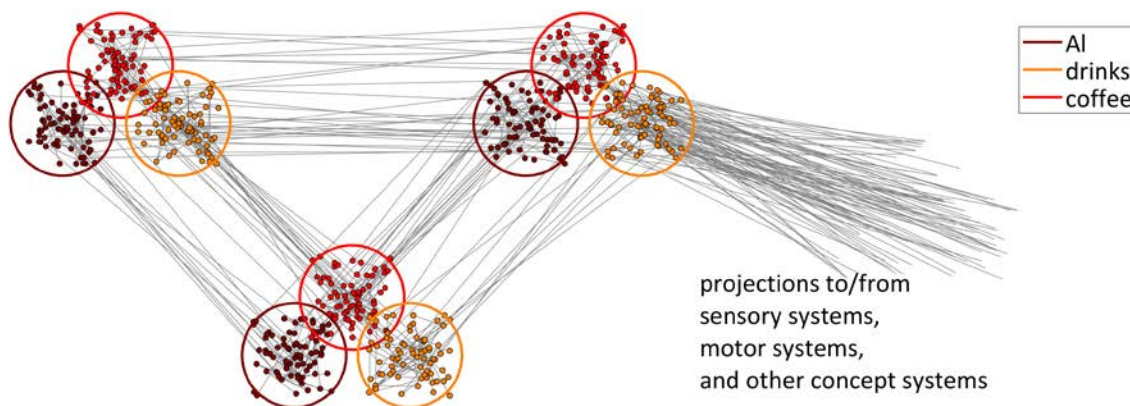 Al
drinks
coffee
projections to/from
sensory systems,
motor systems,
and other concept systems